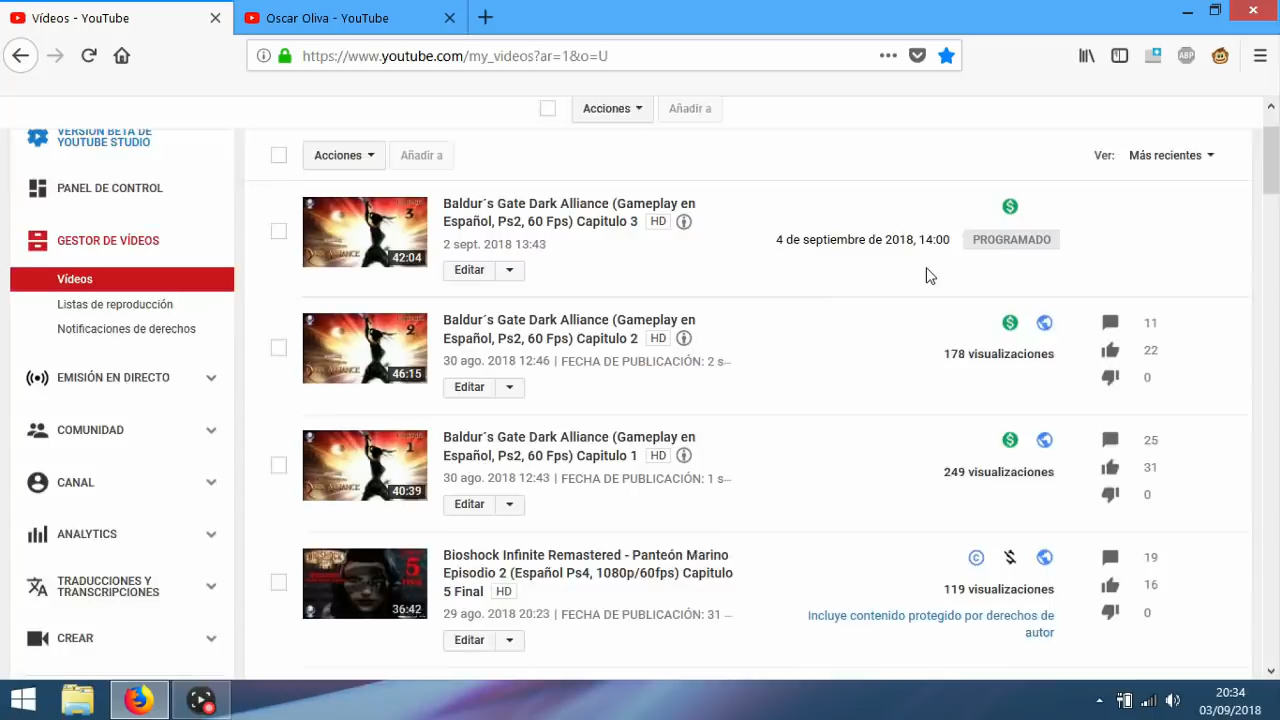 Vídeos - YouTube
Oscar Oliva - YouTube
https://www.youtube.com/my_videos?ar=1&o=U
ABP
Acciones
Añadir a
VERSIÓN BETA DE
YOUTUBE STUDIO
PANEL DE CONTROL
GESTOR DE VÍDEOS
Vídeos
Listas de reproducción
Notificaciones de derechos
EMISIÓN EN DIRECTO
COMUNIDAD
CANAL
ANALYTICS
TRADUCCIONES Y
TRANSCRIPCIONES
CREAR
Acciones
Añadir a
Ver: Más recientes
3
42:04
Baldur´s Gate Dark Alliance (Gameplay en
Español, Ps2, 60 Fps) Capitulo 3 HD
2 sept. 2018 13:43
Editar
4 de septiembre de 2018, 14:00 PROGRAMADO
2
46:15
Baldur´s Gate Dark Alliance (Gameplay en
Español, Ps2, 60 Fps) Capitulo 2 HD
30 ago. 2018 12:46 | FECHA DE PUBLICACIÓN: 2 s...
Editar
178 visualizaciones
11
22
0
1
40:39
Baldur´s Gate Dark Alliance (Gameplay en
Español, Ps2, 60 Fps) Capitulo 1 HD
30 ago. 2018 12:43 | FECHA DE PUBLICACIÓN: 1 s...
Editar
249 visualizaciones
25
31
0
5
36:42
Bioshock Infinite Remastered - Panteón Marino
Episodio 2 (Español Ps4, 1080p/60fps) Capitulo
5 Final HD
29 ago. 2018 20:23 | FECHA DE PUBLICACIÓN: 31 ...
Editar
119 visualizaciones
Incluye contenido protegido por derechos de
autor
19
16
0
20:34
03/09/2018